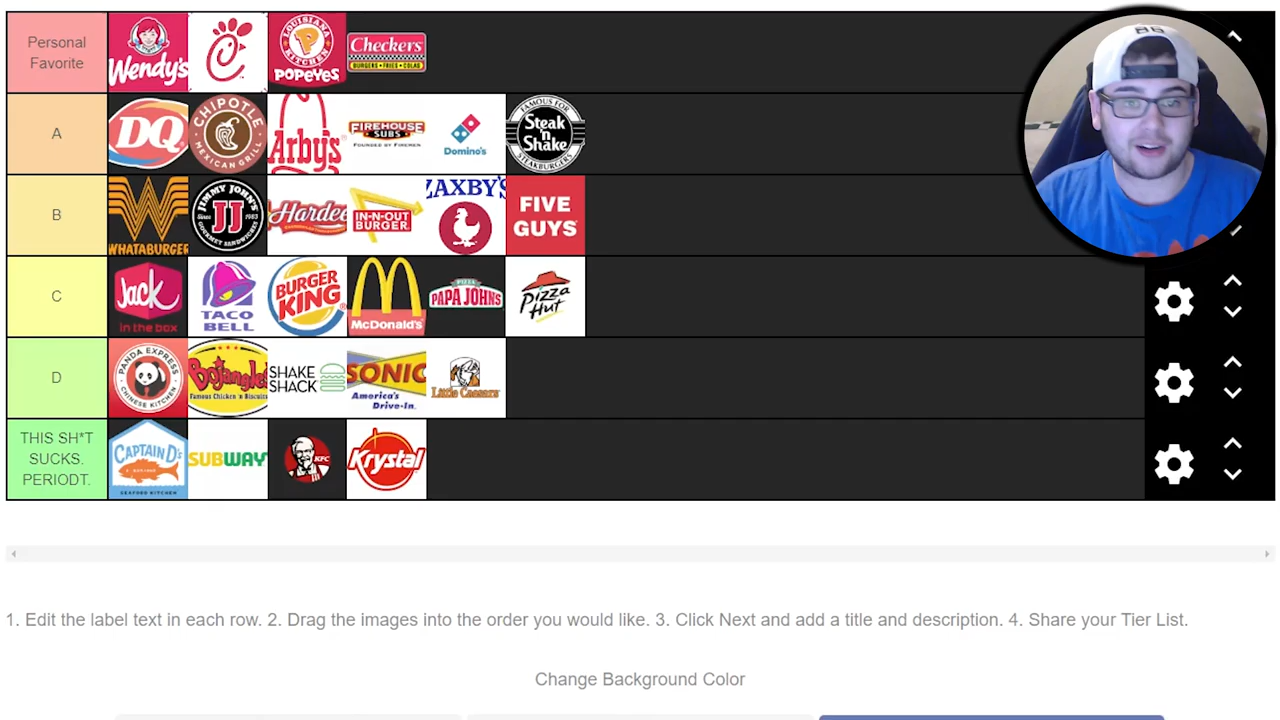 Personal
Favorite
Wendy's
C
LOUISIANA
KITCHEN
P
POPEYES
Checkers
BURGERS • FRIES • COLAS
A
DQ
CHIPOTLE
MEXICAN GRILL
Arby's
FIREHOUSE
SUBS
FOUNDED BY FIREMEN
Domino's
FAMOUS FOR
Steak
'n
Shake
STEAKBURGERS
B
W
WHATABURGER
JIMMY JOHN'S
Since
JJ
1983
GOURMET SANDWICHES
Hardee
IN-N-OUT
BURGER
ZAXBY'S
FIVE
GUYS
C
Jack
in the box
TACO
BELL
BURGER
KING
McDonald's
PIZZA
PAPA JOHNS
Pizza
Hut
D
PANDA EXPRESS
CHINESE KITCHEN
Bojangles
Famous Chicken 'n Biscuits
SHAKE
SHACK
SONIC
America's
Drive-In.
Little Caesars
THIS SH*T
SUCKS.
PERIODT.
CAPTAIN D's
SEAFOOD KITCHEN
SUBWAY
KFC
Krystal
1. Edit the label text in each row. 2. Drag the images into the order you would like. 3. Click Next and add a title and description. 4. Share your Tier List.
Change Background Color